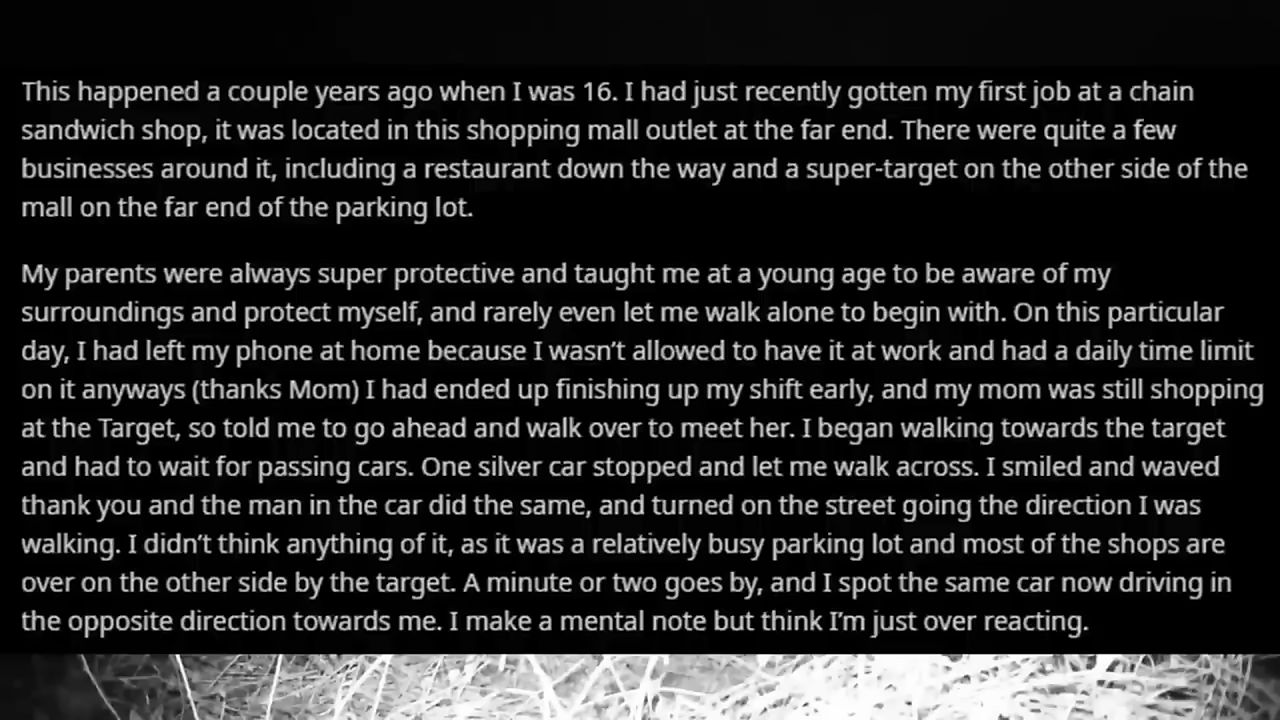 This happened a couple years ago when I was 16. I had just recently gotten my first job at a chain
sandwich shop, it was located in this shopping mall outlet at the far end. There were quite a few
businesses around it, including a restaurant down the way and a super-target on the other side of the
mall on the far end of the parking lot.
My parents were always super protective and taught me at a young age to be aware of my
surroundings and protect myself, and rarely even let me walk alone to begin with. On this particular
day, I had left my phone at home because I wasn’t allowed to have it at work and had a daily time limit
on it anyways (thanks Mom) I had ended up finishing up my shift early, and my mom was still shopping
at the Target, so told me to go ahead and walk over to meet her. I began walking towards the target
and had to wait for passing cars. One silver car stopped and let me walk across. I smiled and waved
thank you and the man in the car did the same, and turned on the street going the direction I was
walking. I didn’t think anything of it, as it was a relatively busy parking lot and most of the shops are
over on the other side by the target. A minute or two goes by, and I spot the same car now driving in
the opposite direction towards me. I make a mental note but think I’m just over reacting.